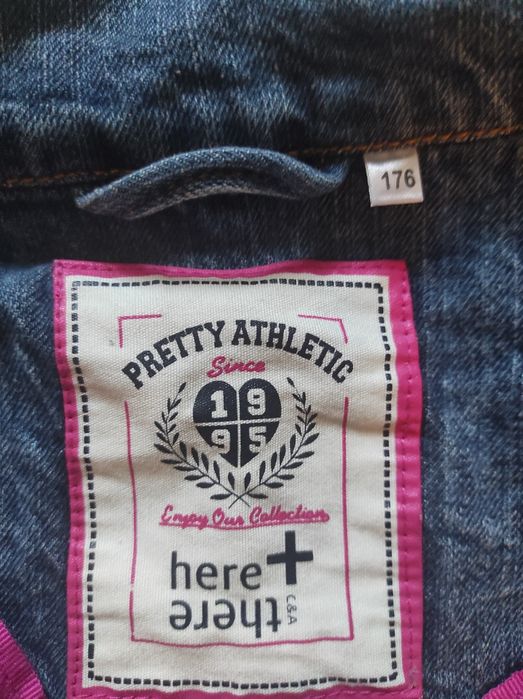 176
PRETTY ATHLETIC
Since
19
95
Enjoy Our Collection
here+
there
C&A